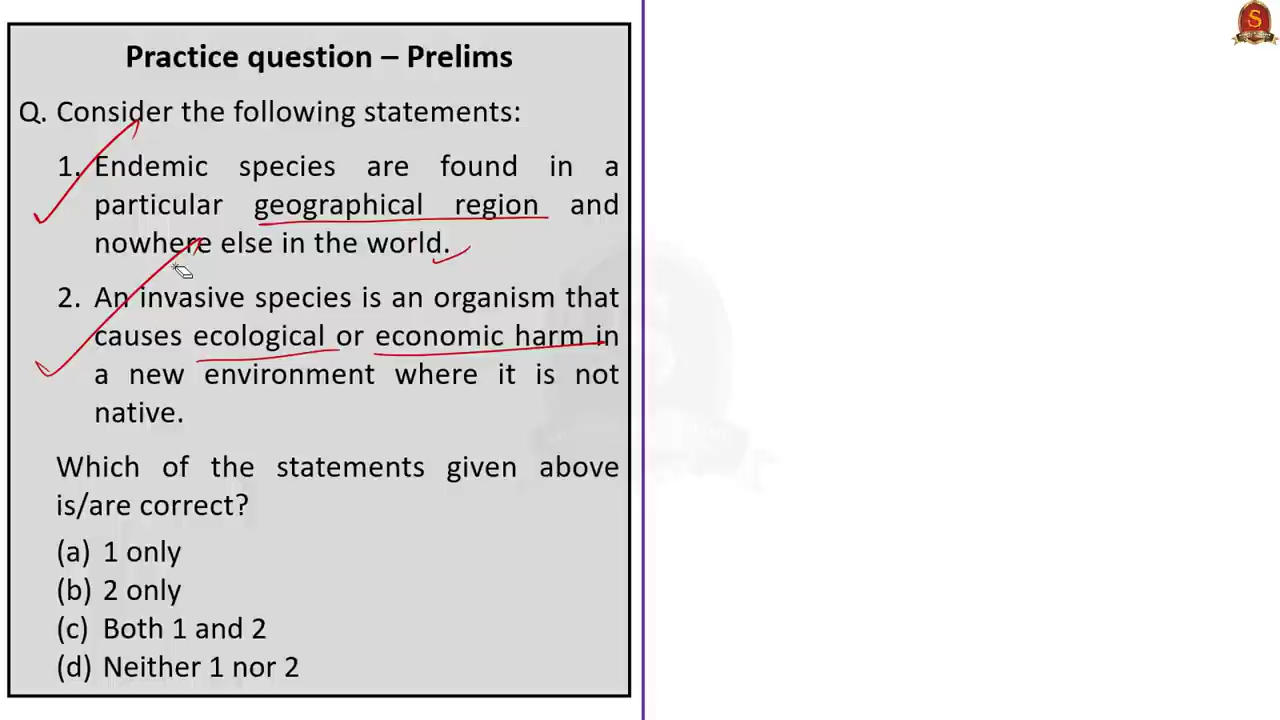 Practice question – Prelims
Q. Consider the following statements:
1. Endemic species are found in a
particular geographical region and
nowhere else in the world.
2. An invasive species is an organism that
causes ecological or economic harm in
a new environment where it is not
native.
Which of the statements given above
is/are correct?
(a) 1 only
(b) 2 only
(c) Both 1 and 2
(d) Neither 1 nor 2
S